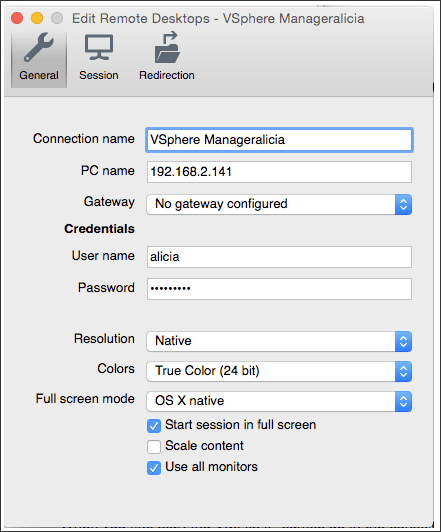 Edit Remote Desktops - VSphere Manageralicia
General Session Redirection
Connection name VSphere Manageralicia
PC name 192.168.2.141
Gateway No gateway configured
Credentials
User name alicia
Password •••••••••
Resolution Native
Colors True Color (24 bit)
Full screen mode OS X native
Start session in full screen
Scale content
Use all monitors